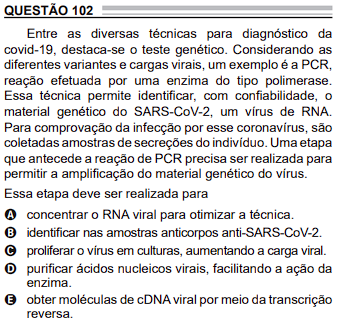 QUESTÃO 102
Entre as diversas técnicas para diagnóstico da
covid-19, destaca-se o teste genético. Considerando as
diferentes variantes e cargas virais, um exemplo é a PCR,
reação efetuada por uma enzima do tipo polimerase.
Essa técnica permite identificar, com confiabilidade, o
material genético do SARS-CoV-2, um vírus de RNA.
Para comprovação da infecção por esse coronavírus, são
coletadas amostras de secreções do indivíduo. Uma etapa
que antecede a reação de PCR precisa ser realizada para
permitir a amplificação do material genético do vírus.
Essa etapa deve ser realizada para
A concentrar o RNA viral para otimizar a técnica.
B identificar nas amostras anticorpos anti-SARS-CoV-2.
C proliferar o vírus em culturas, aumentando a carga viral.
D purificar ácidos nucleicos virais, facilitando a ação da
enzima.
E obter moléculas de cDNA viral por meio da transcrição
reversa.